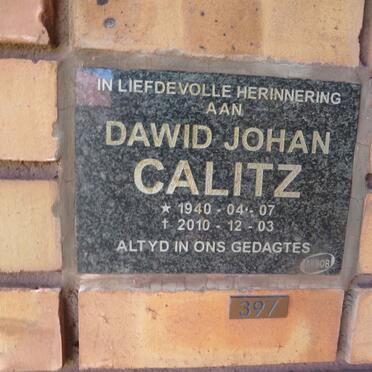 IN LIEFDEVOLLE HERINNERING
AAN
DAWID JOHAN
CALITZ
★ 1940 - 04 - 07
† 2010 - 12 - 03
ALTYD IN ONS GEDAGTES
397